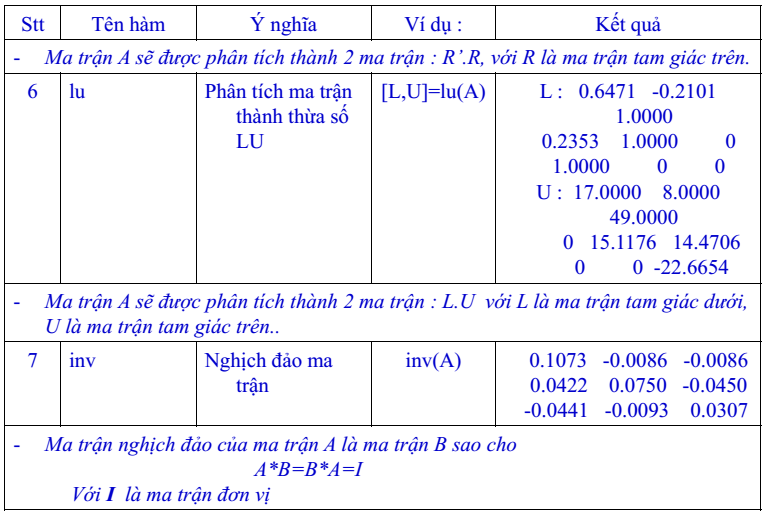 Stt Tên hàm Ý nghĩa Ví dụ : Kết quả
- Ma trận A sẽ được phân tích thành 2 ma trận : R’.R, với R là ma trận tam giác trên.
6 lu Phân tích ma trận thành thừa số LU [L,U]=lu(A) L : 0.6471 -0.2101
1.0000
0.2353 1.0000 0
1.0000 0 0
U : 17.0000 8.0000
49.0000
0 15.1176 14.4706
0 0 -22.6654
- Ma trận A sẽ được phân tích thành 2 ma trận : L.U với L là ma trận tam giác dưới,
U là ma trận tam giác trên..
7 inv Nghịch đảo ma trận inv(A) 0.1073 -0.0086 -0.0086
0.0422 0.0750 -0.0450
-0.0441 -0.0093 0.0307
- Ma trận nghịch đảo của ma trận A là ma trận B sao cho
A*B=B*A=I
Với I là ma trận đơn vị